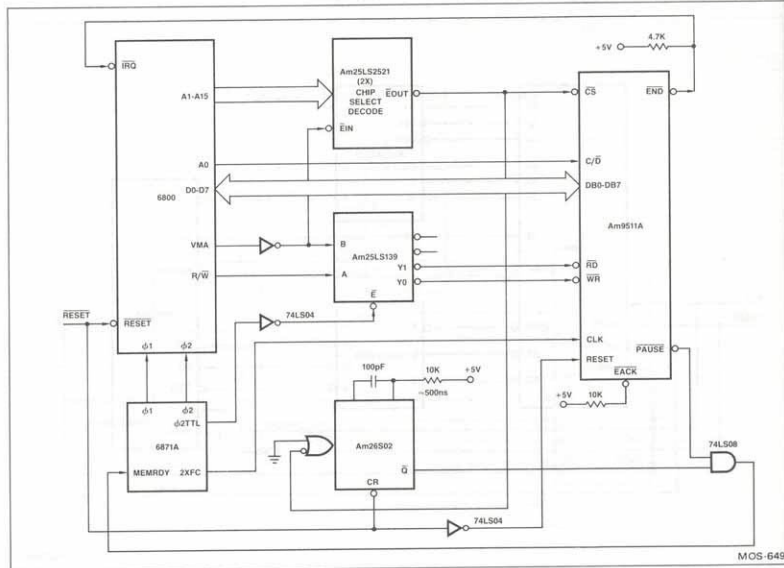 4.7K
+5V
IRQ
Am25LS2521
(2X)
CHIP
SELECT
DECODE
EOUT
EIN
A1-A15
CS
END
A0
C/D
D0-D7
DB0-DB7
6800
Am9511A
VMA
B
Am25LS139
R/W
A
Y1
Y0
E
RD
WR
74LS04
RESET
RESET
ϕ1
ϕ2
CLK
RESET
PAUSE
EACK
100pF
10K
+5V
~500ns
+5V
10K
ϕ1
ϕ2
ϕ2TTL
6871A
MEMRDY
2XFC
Am26S02
Q
CR
74LS08
74LS04
MOS-649